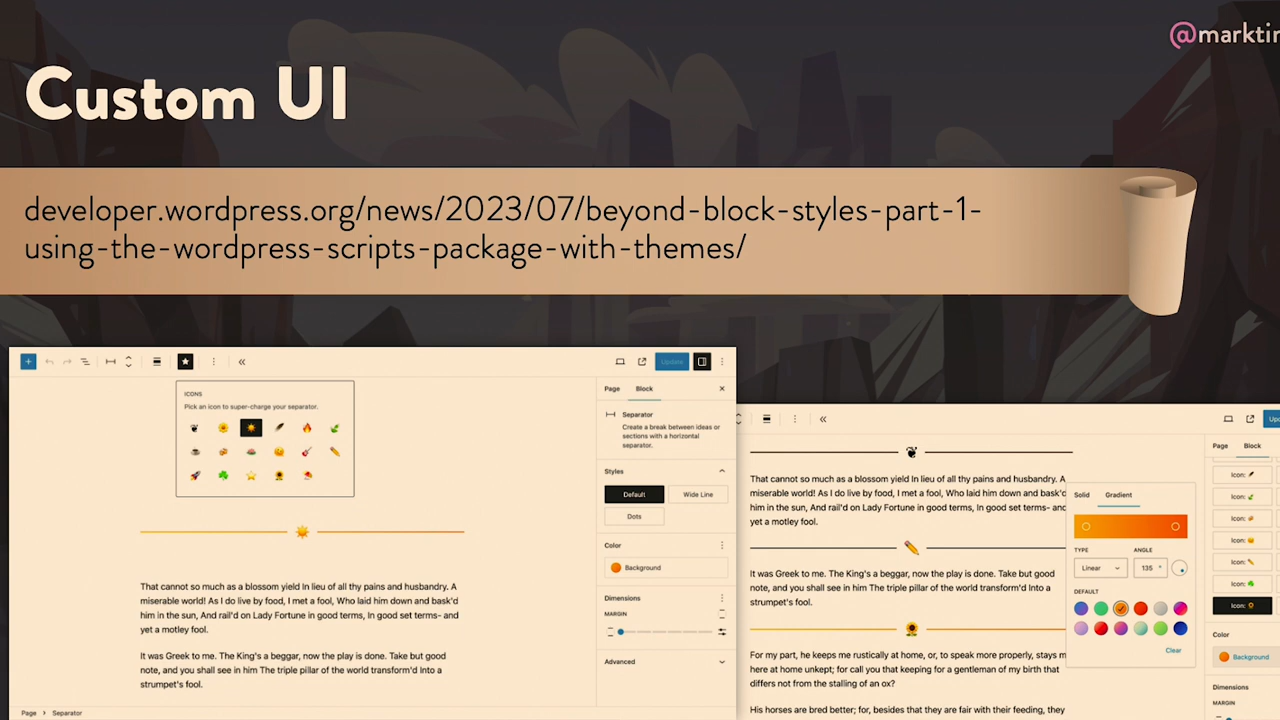 @marktim
Custom UI
developer.wordpress.org/news/2023/07/beyond-block-styles-part-1-
using-the-wordpress-scripts-package-with-themes/
Update
ICONS
Pick an icon to super-charge your separator.
That cannot so much as a blossom yield In lieu of all thy pains and husbandry. A
miserable world! As I do live by food, I met a fool, Who laid him down and bask'd
him in the sun, And rail'd on Lady Fortune in good terms, In good set terms- and
yet a motley fool.
It was Greek to me. The King's a beggar, now the play is done. Take but good
note, and you shall see in him The triple pillar of the world transform'd Into a
strumpet's fool.
Page > Separator
Page Block
Separator
Create a break between ideas or
sections with a horizontal
separator.
Styles
Default Wide Line
Dots
Color
Background
Dimensions
MARGIN
Advanced
That cannot so much as a blossom yield In lieu of all thy pains and husbandry. A
miserable world! As I do live by food, I met a fool, Who laid him down and bask'd
him in the sun, And rail'd on Lady Fortune in good terms, In good set terms- and
yet a motley fool.
It was Greek to me. The King's a beggar, now the play is done. Take but good
note, and you shall see in him The triple pillar of the world transform'd Into a
strumpet's fool.
For my part, he keeps me rustically at home, or, to speak more properly, stays m
here at home unkept; for call you that keeping for a gentleman of my birth that
differs not from the stalling of an ox?
His horses are bred better; for, besides that they are fair with their feeding, they
Solid Gradient
TYPE ANGLE
Linear 135 °
DEFAULT
Clear
Upd
Page Block
Icon:
Icon:
Icon:
Icon:
Icon:
Icon:
Icon:
Color
Background
Dimensions
MARGIN